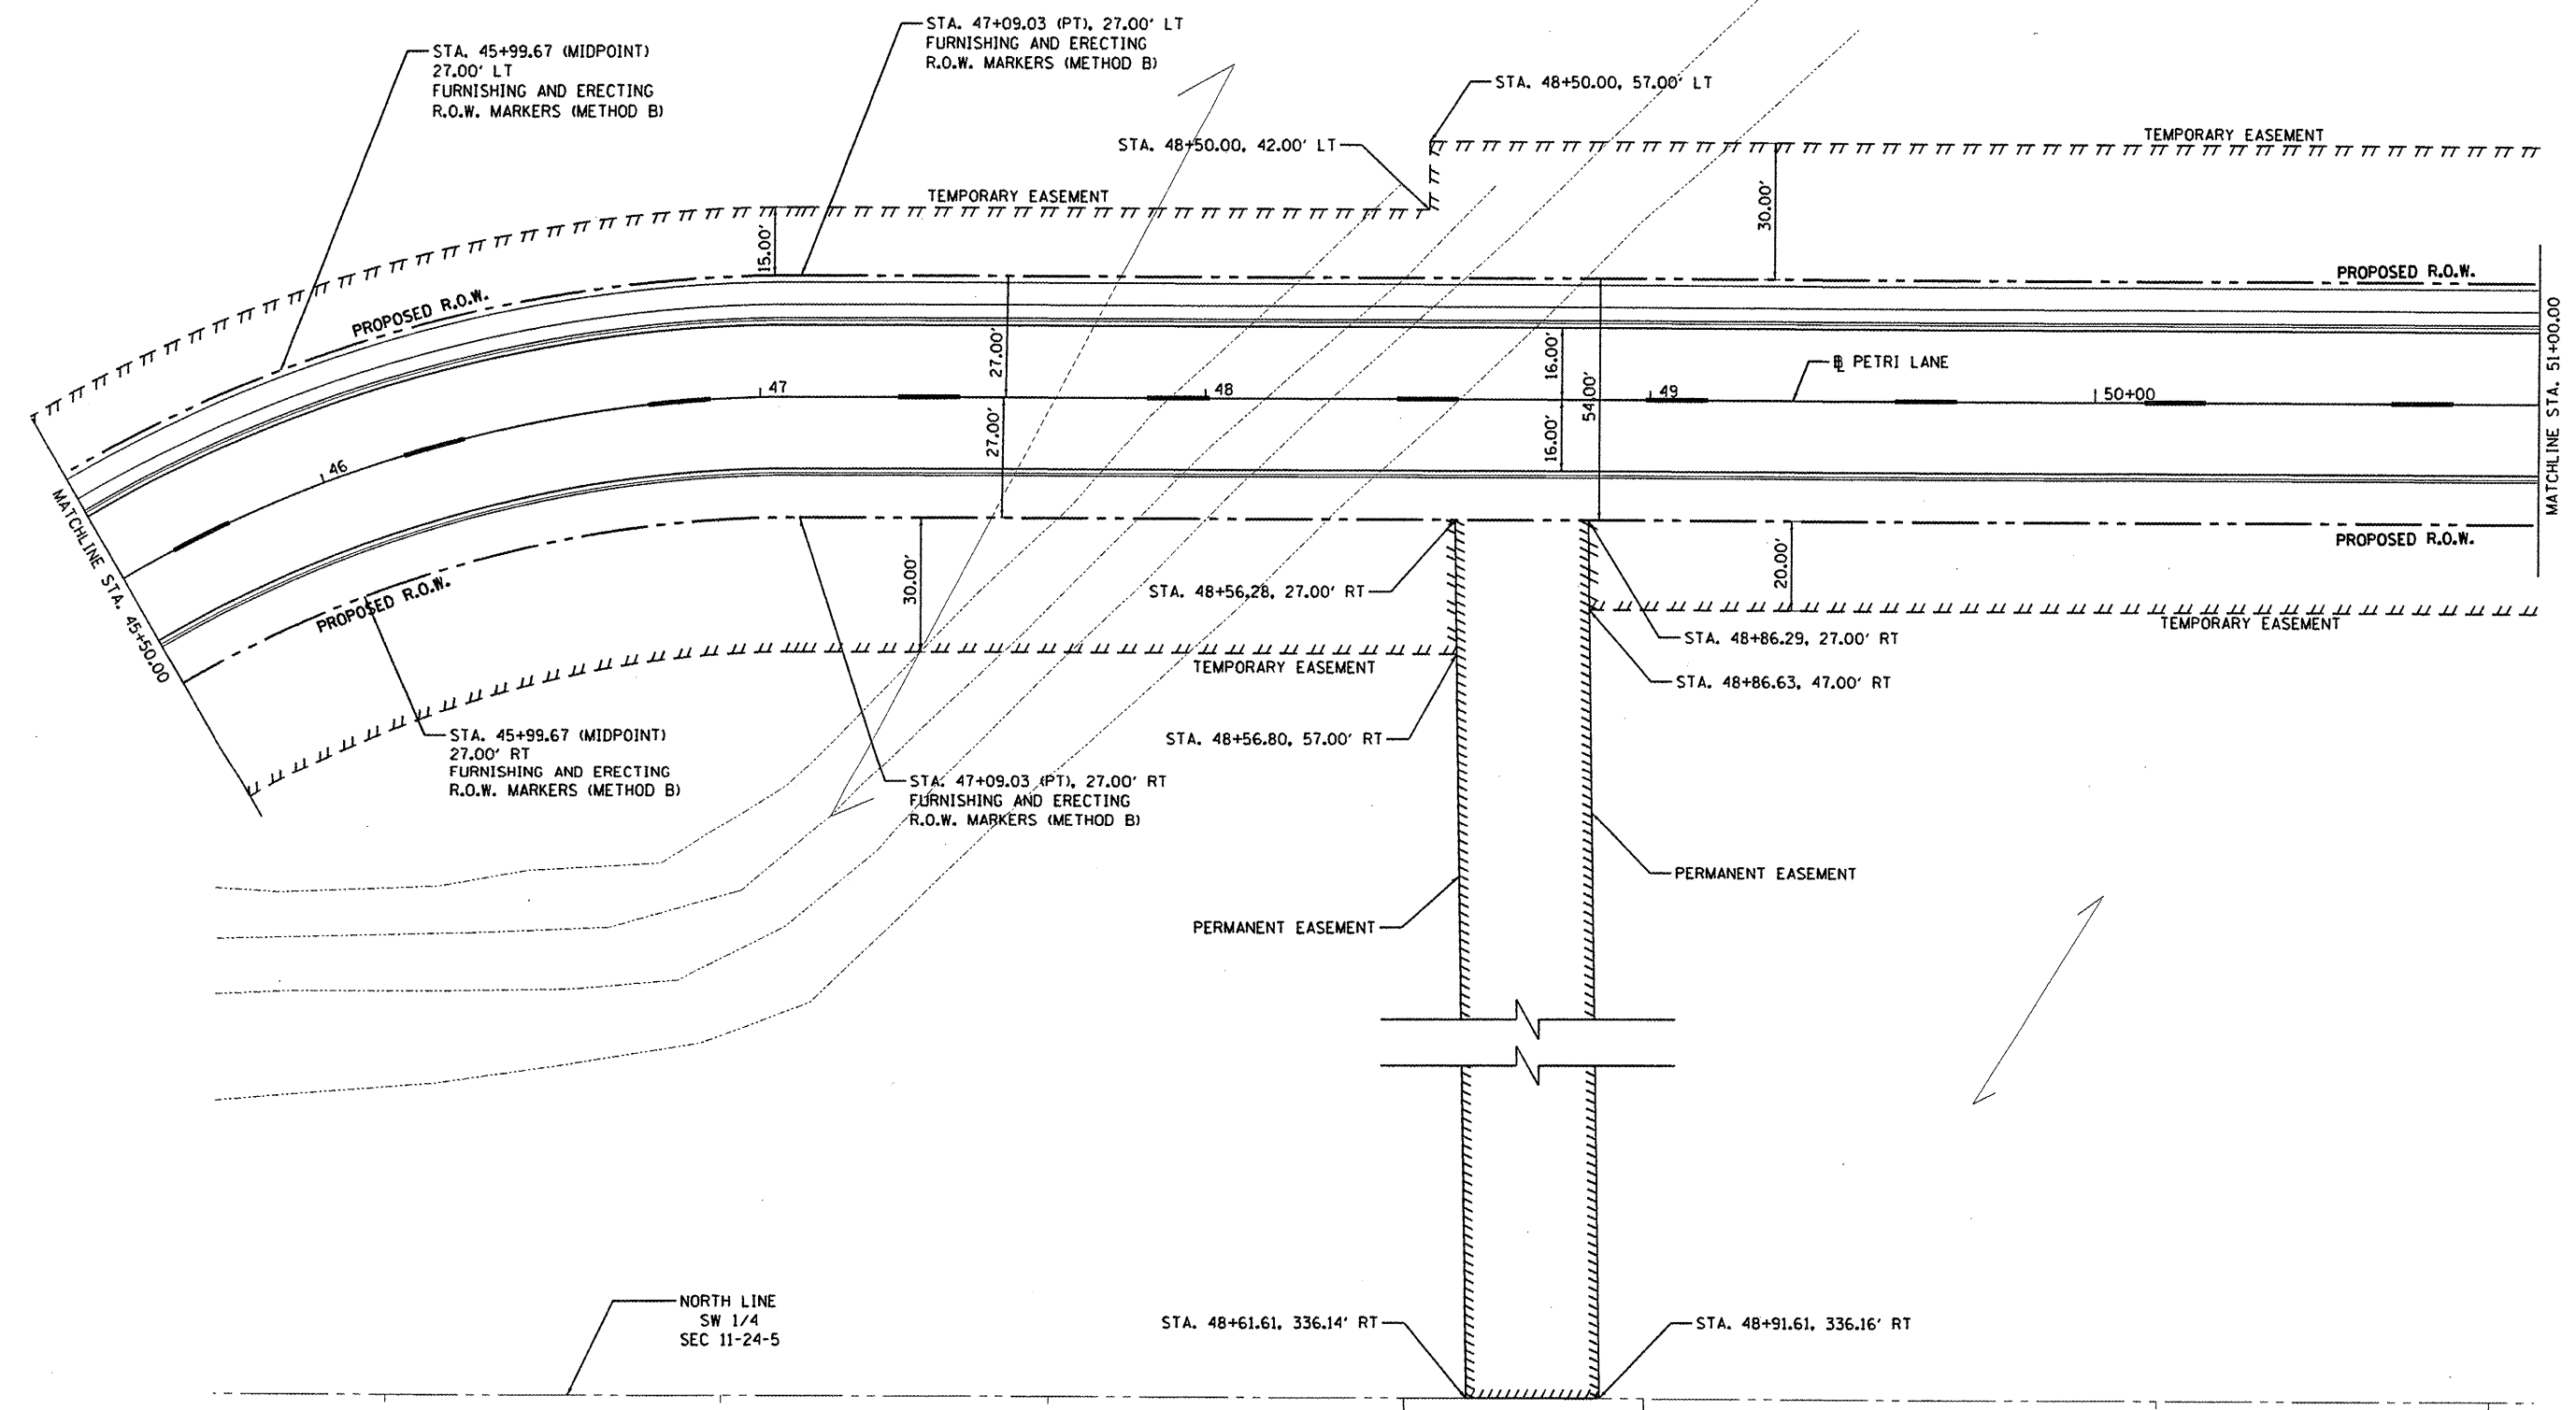 STA. 45+99.67 (MIDPOINT)
27.00' LT
FURNISHING AND ERECTING
R.O.W. MARKERS (METHOD B)
STA. 47+09.03 (PT), 27.00' LT
FURNISHING AND ERECTING
R.O.W. MARKERS (METHOD B)
STA. 48+50.00, 57.00' LT
STA. 48+50.00, 42.00' LT
TEMPORARY EASEMENT
TEMPORARY EASEMENT
15.00'
30.00'
PROPOSED R.O.W.
PROPOSED R.O.W.
27.00'
16.00'
54.00'
℄ PETRI LANE
46
47
48
49
50+00
27.00'
16.00'
MATCHLINE STA. 45+50.00
MATCHLINE STA. 51+00.00
PROPOSED R.O.W.
PROPOSED R.O.W.
30.00'
20.00'
STA. 48+56.28, 27.00' RT
STA. 48+86.29, 27.00' RT
TEMPORARY EASEMENT
TEMPORARY EASEMENT
STA. 48+86.63, 47.00' RT
STA. 48+56.80, 57.00' RT
STA. 45+99.67 (MIDPOINT)
27.00' RT
FURNISHING AND ERECTING
R.O.W. MARKERS (METHOD B)
STA. 47+09.03 (PT), 27.00' RT
FURNISHING AND ERECTING
R.O.W. MARKERS (METHOD B)
PERMANENT EASEMENT
PERMANENT EASEMENT
NORTH LINE
SW 1/4
SEC 11-24-5
STA. 48+61.61, 336.14' RT
STA. 48+91.61, 336.16' RT